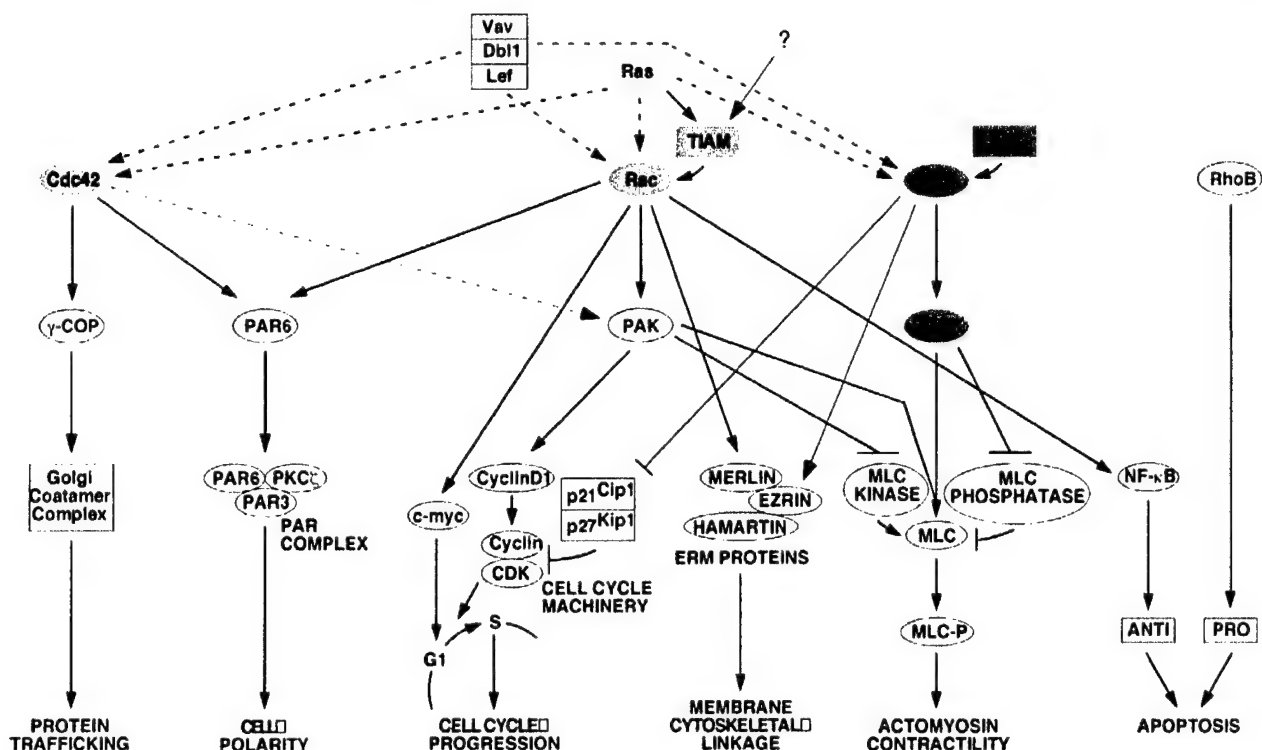 Vav
Dbl1
Lef
Ras
?
TIAM
Cdc42
Rac
RhoB
γ-COP
PAR6
PAK
Golgi
Coatamer
Complex
PAR6
PKCζ
PAR3
PAR
COMPLEX
c-myc
CyclinD1
p21Cip1
p27Kip1
Cyclin
CDK
CELL CYCLE
MACHINERY
MERLIN
EZRIN
HAMARTIN
ERM PROTEINS
MLC
KINASE
MLC
PHOSPHATASE
MLC
NF-κB
G1
S
MLC-P
ANTI
PRO
PROTEIN
TRAFFICKING
CELL
POLARITY
CELL CYCLE
PROGRESSION
MEMBRANE
CYTOSKELETAL
LINKAGE
ACTOMYOSIN
CONTRACTILITY
APOPTOSIS